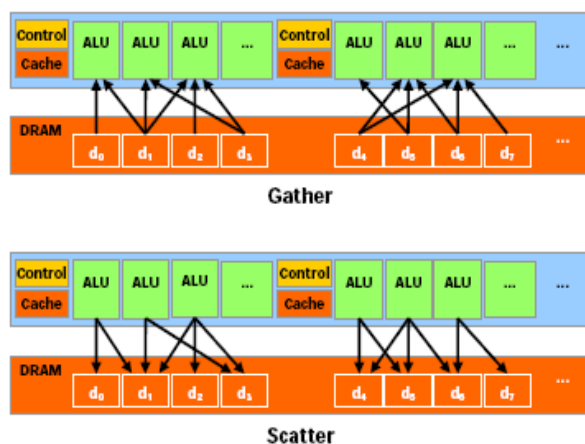 Control ALU ALU ALU ... Control ALU ALU ALU ... ...
Cache Cache
DRAM ...
d₀ d₁ d₂ d₃ d₄ d₅ d₆ d₇
Gather
Control ALU ALU ALU ... Control ALU ALU ALU ... ...
Cache Cache
DRAM ...
d₀ d₁ d₂ d₃ d₄ d₅ d₆ d₇
Scatter